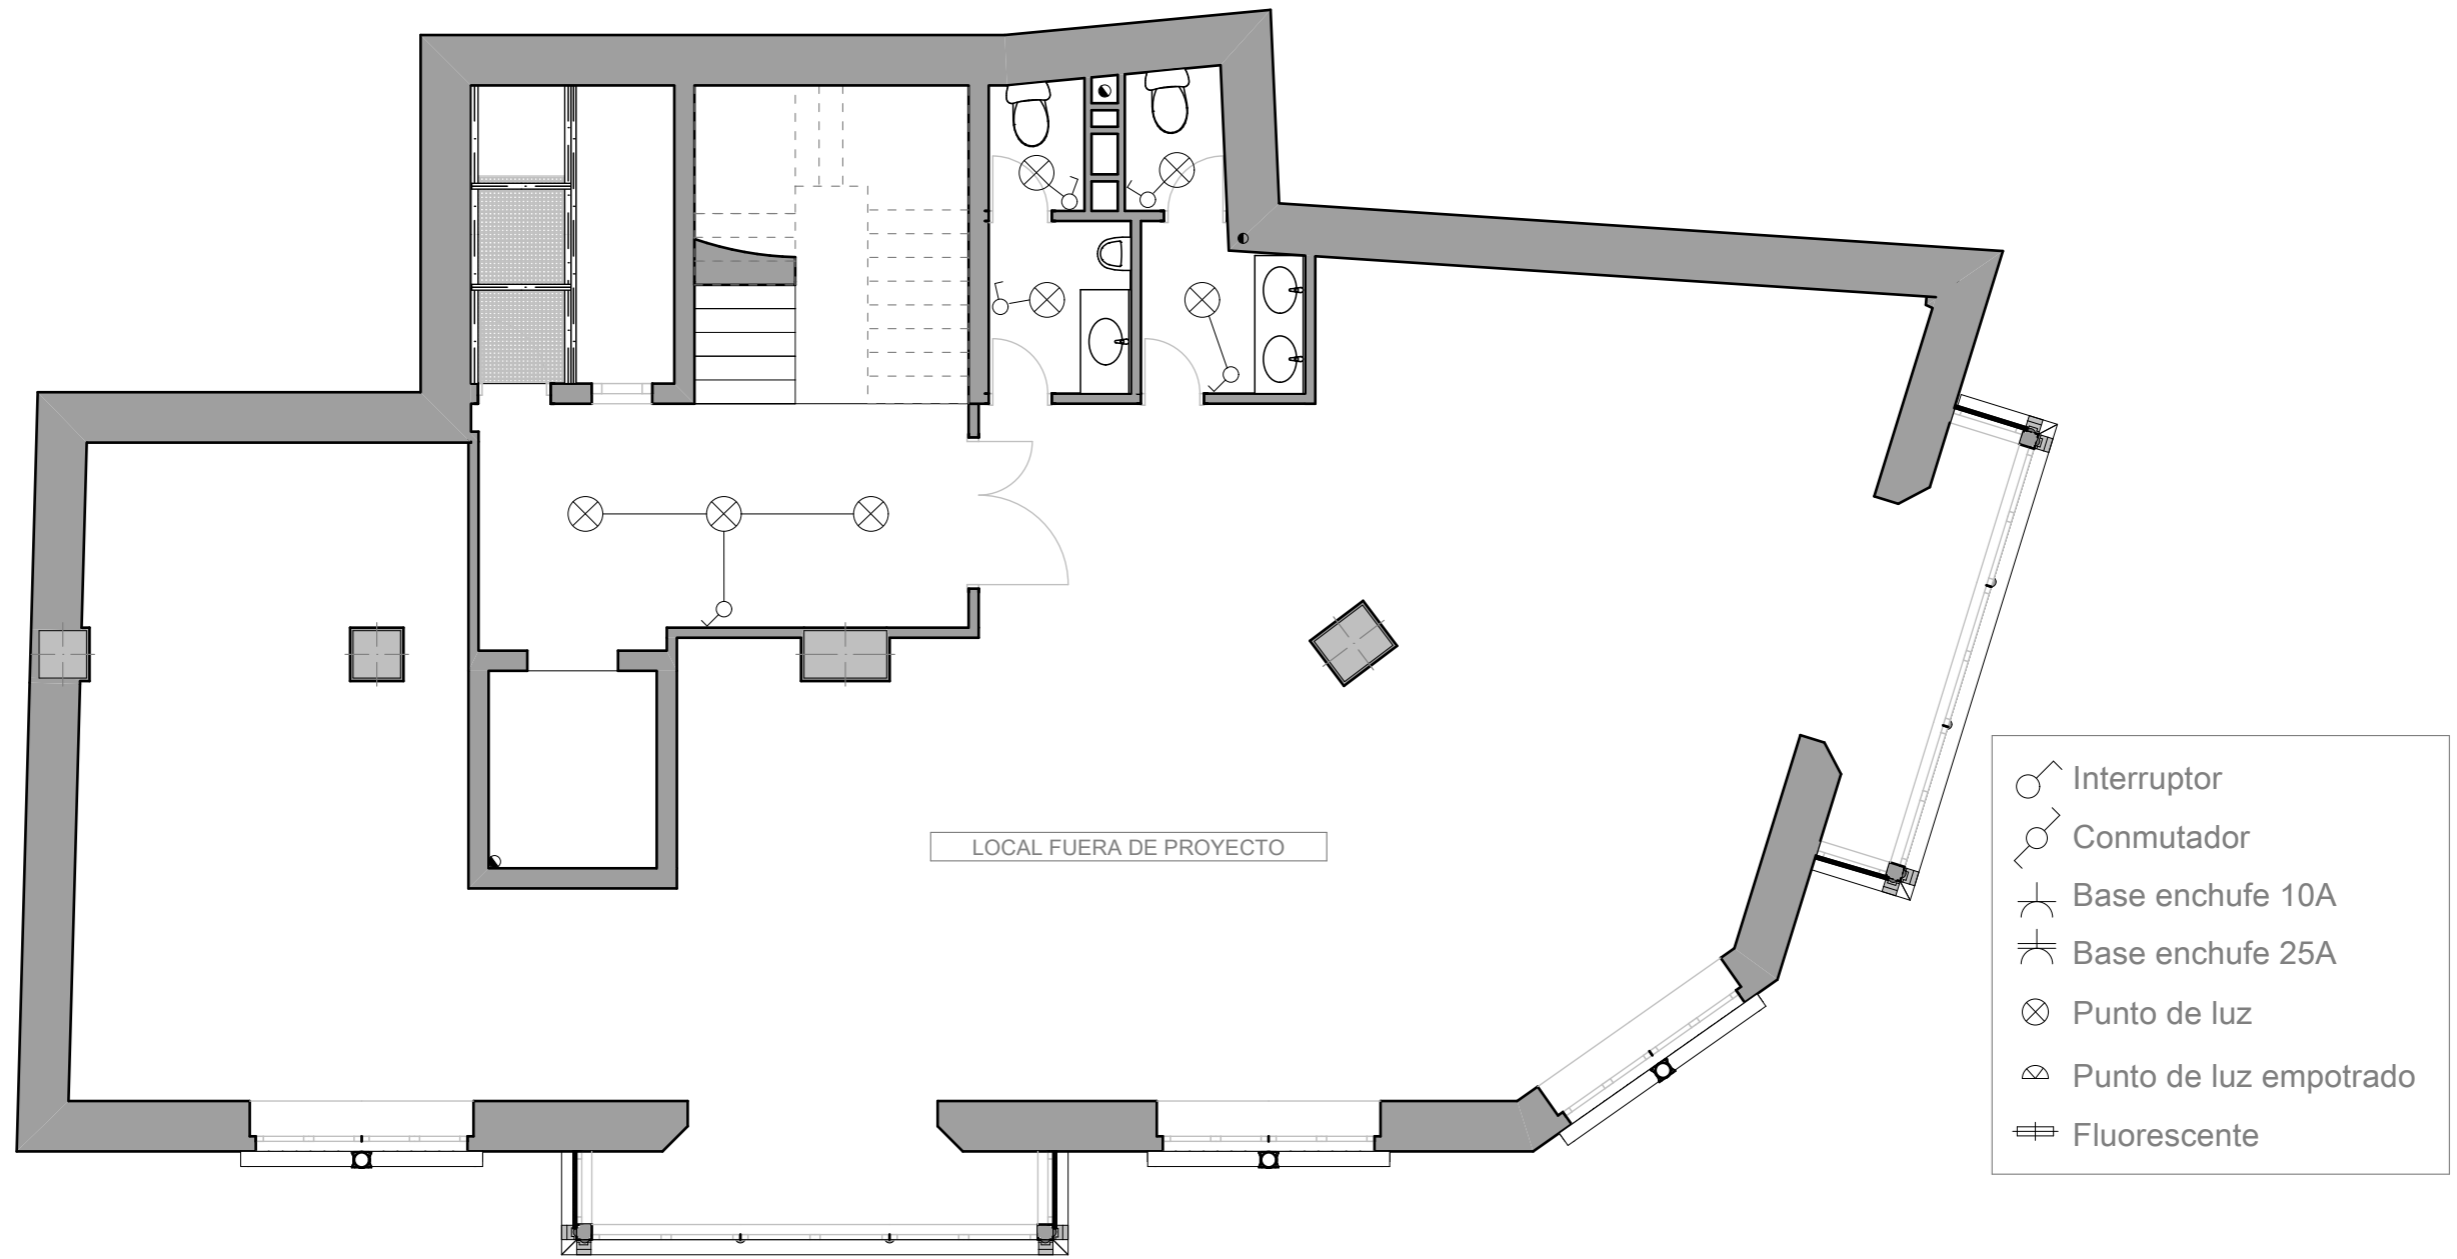 LOCAL FUERA DE PROYECTO
Interruptor
Conmutador
Base enchufe 10A
Base enchufe 25A
Punto de luz
Punto de luz empotrado
Fluorescente